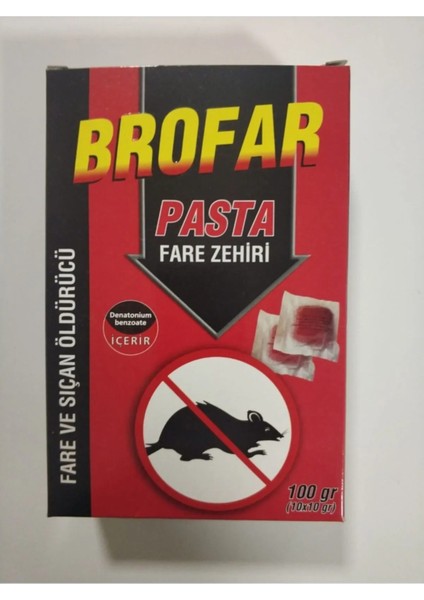 BROFAR
PASTA
FARE ZEHİRİ
FARE VE SIÇAN ÖLDÜRÜCÜ
Denatonium
benzoate
İÇERİR
100 gr
(10x10 gr)